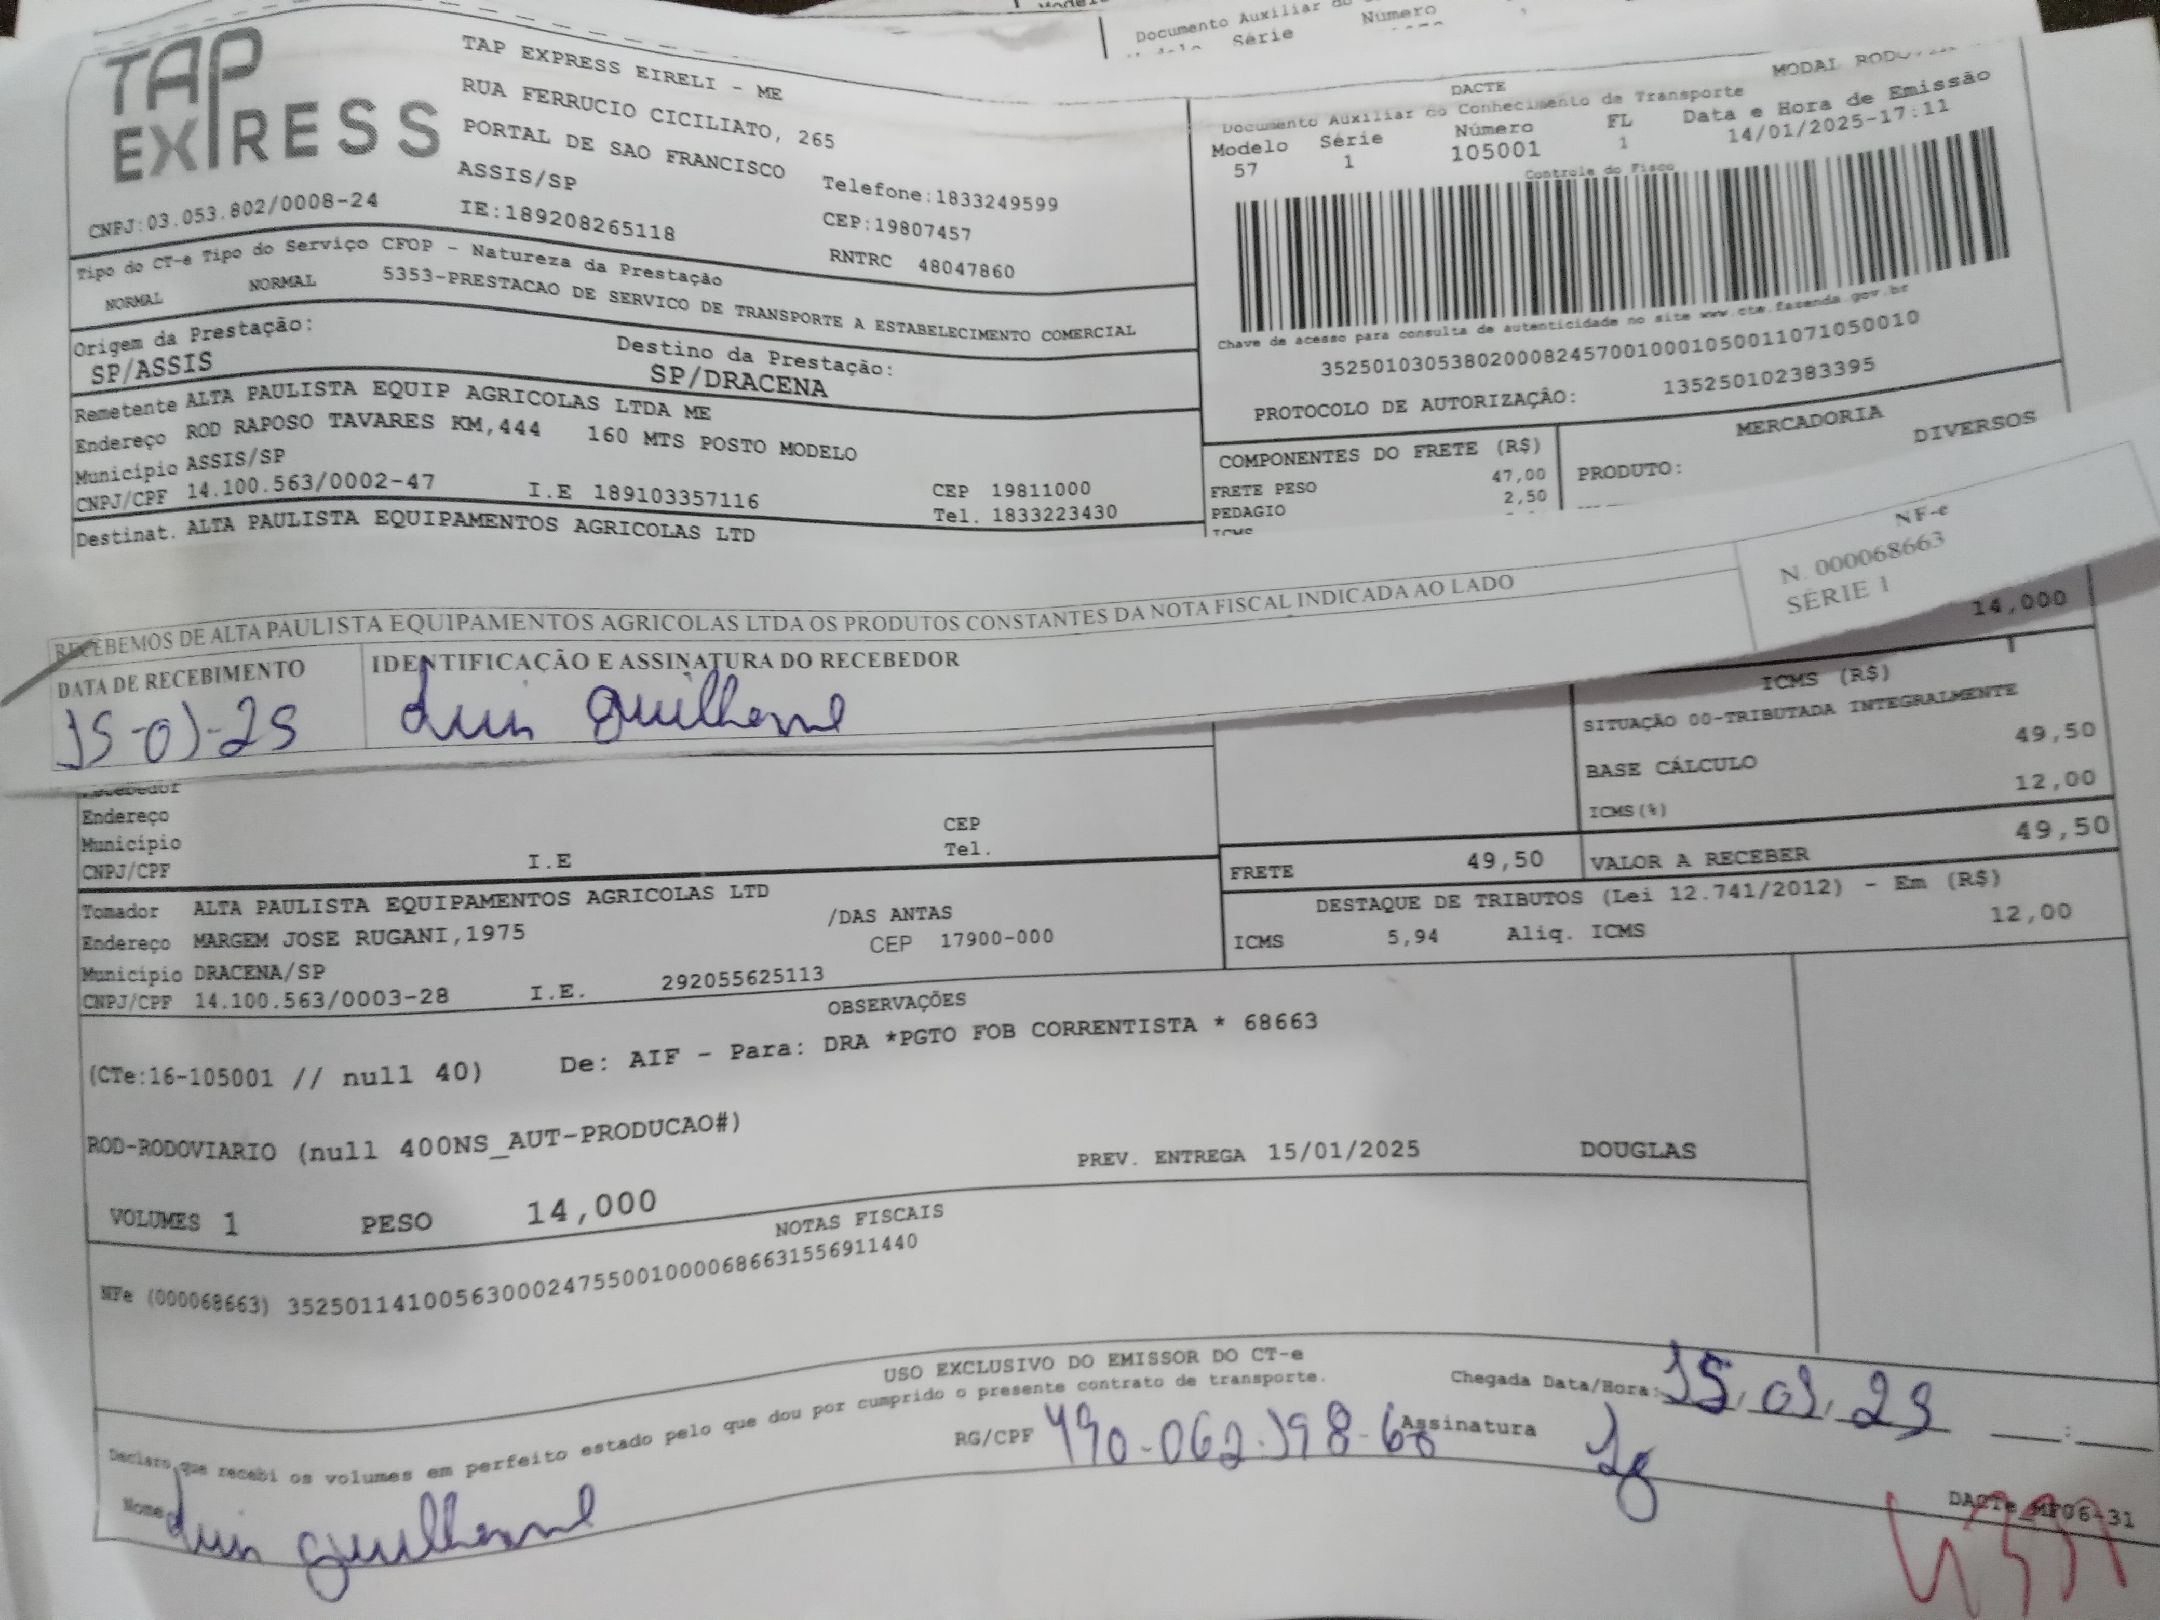 Documento Auxiliar do
Número
Série
TAP EXPRESS
TAP EXPRESS EIRELI - ME
RUA FERRUCIO CICILIATO, 265
PORTAL DE SAO FRANCISCO
ASSIS/SP
Telefone:1833249599
CNPJ:03.053.802/0008-24
IE:189208265118
CEP:19807457
RNTRC 48047860
DACTE
MODAL
Documento Auxiliar do Conhecimento de Transporte
Modelo Série Número FL Data e Hora de Emissão
57 1 105001 1 14/01/2025-17:11
Controle do Fisco
Chave de acesso para consulta de autenticidade no site www.cte.fazenda.gov.br
35250103053802000824570010001050011071050010
PROTOCOLO DE AUTORIZAÇÃO: 135250102383395
Tipo do CT-e Tipo do Serviço CFOP - Natureza da Prestação
NORMAL NORMAL 5353-PRESTACAO DE SERVICO DE TRANSPORTE A ESTABELECIMENTO COMERCIAL
Origem da Prestação: Destino da Prestação:
SP/ASSIS SP/DRACENA
Remetente ALTA PAULISTA EQUIP AGRICOLAS LTDA ME
Endereço ROD RAPOSO TAVARES KM,444 160 MTS POSTO MODELO
Município ASSIS/SP CEP 19811000
CNPJ/CPF 14.100.563/0002-47 I.E 189103357116 Tel. 1833223430
Destinat. ALTA PAULISTA EQUIPAMENTOS AGRICOLAS LTD
COMPONENTES DO FRETE (R$)
FRETE PESO 47,00
PEDAGIO 2,50
MERCADORIA
PRODUTO: DIVERSOS
RECEBEMOS DE ALTA PAULISTA EQUIPAMENTOS AGRICOLAS LTDA OS PRODUTOS CONSTANTES DA NOTA FISCAL INDICADA AO LADO
NF-e
N. 000068663
SÉRIE 1
DATA DE RECEBIMENTO
15-01-25
IDENTIFICAÇÃO E ASSINATURA DO RECEBEDOR
Luis guilherme
14,000
ICMS (R$)
SITUAÇÃO 00-TRIBUTADA INTEGRALMENTE
BASE CÁLCULO 49,50
ICMS(%) 12,00
Endereço
Município CEP
CNPJ/CPF I.E Tel.
FRETE 49,50 VALOR A RECEBER 49,50
Tomador ALTA PAULISTA EQUIPAMENTOS AGRICOLAS LTD
Endereço MARGEM JOSE RUGANI,1975 /DAS ANTAS
Município DRACENA/SP CEP 17900-000
CNPJ/CPF 14.100.563/0003-28 I.E. 292055625113
DESTAQUE DE TRIBUTOS (Lei 12.741/2012) - Em (R$)
ICMS 5,94 Aliq. ICMS 12,00
OBSERVAÇÕES
(CTe:16-105001 // null 40) De: AIF - Para: DRA *PGTO FOB CORRENTISTA * 68663
ROD-RODOVIARIO (null 400NS_AUT-PRODUCAO#)
PREV. ENTREGA 15/01/2025 DOUGLAS
VOLUMES 1 PESO 14,000
NOTAS FISCAIS
NFe (000068663) 35250114100563000247550010000686631556911440
USO EXCLUSIVO DO EMISSOR DO CT-e
Declaro que recebi os volumes em perfeito estado pelo que dou por cumprido o presente contrato de transporte.
Chegada Data/Hora: 15,01,25 __:__
RG/CPF 490-062.198-60 Assinatura Lg
Nome Luis guilherme
DACTe MF06-31